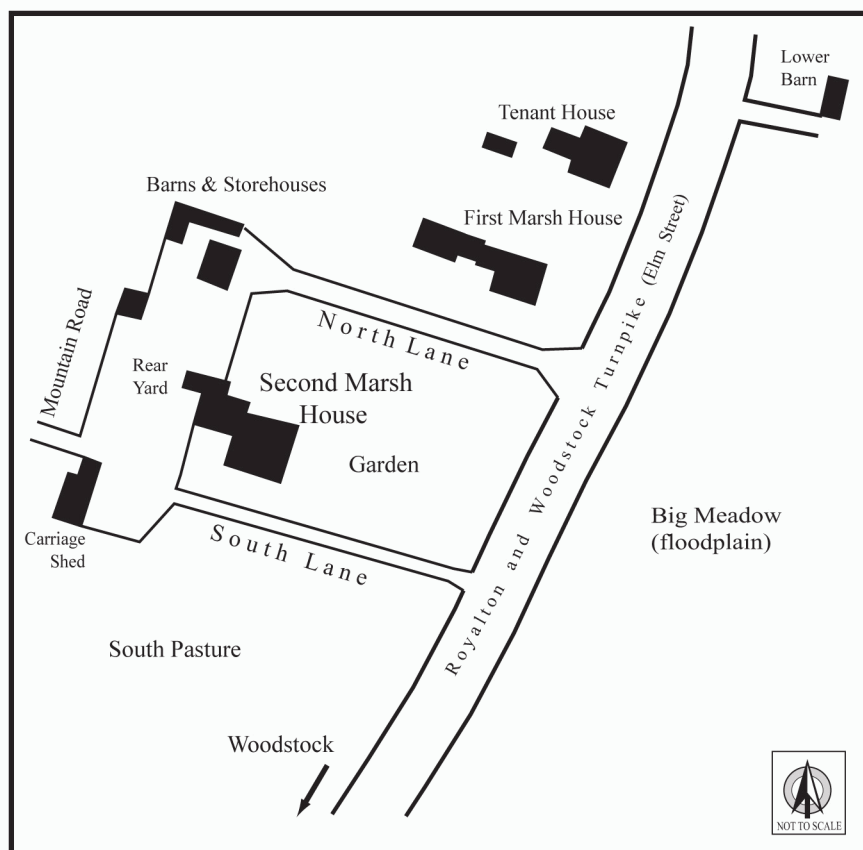 Lower
Barn
Tenant House
Barns & Storehouses
First Marsh House
Royalton and Woodstock Turnpike (Elm Street)
Mountain Road
North Lane
Rear
Yard
Second Marsh
House
Garden
Carriage
Shed
South Lane
Big Meadow
(floodplain)
South Pasture
Woodstock
NOT TO SCALE